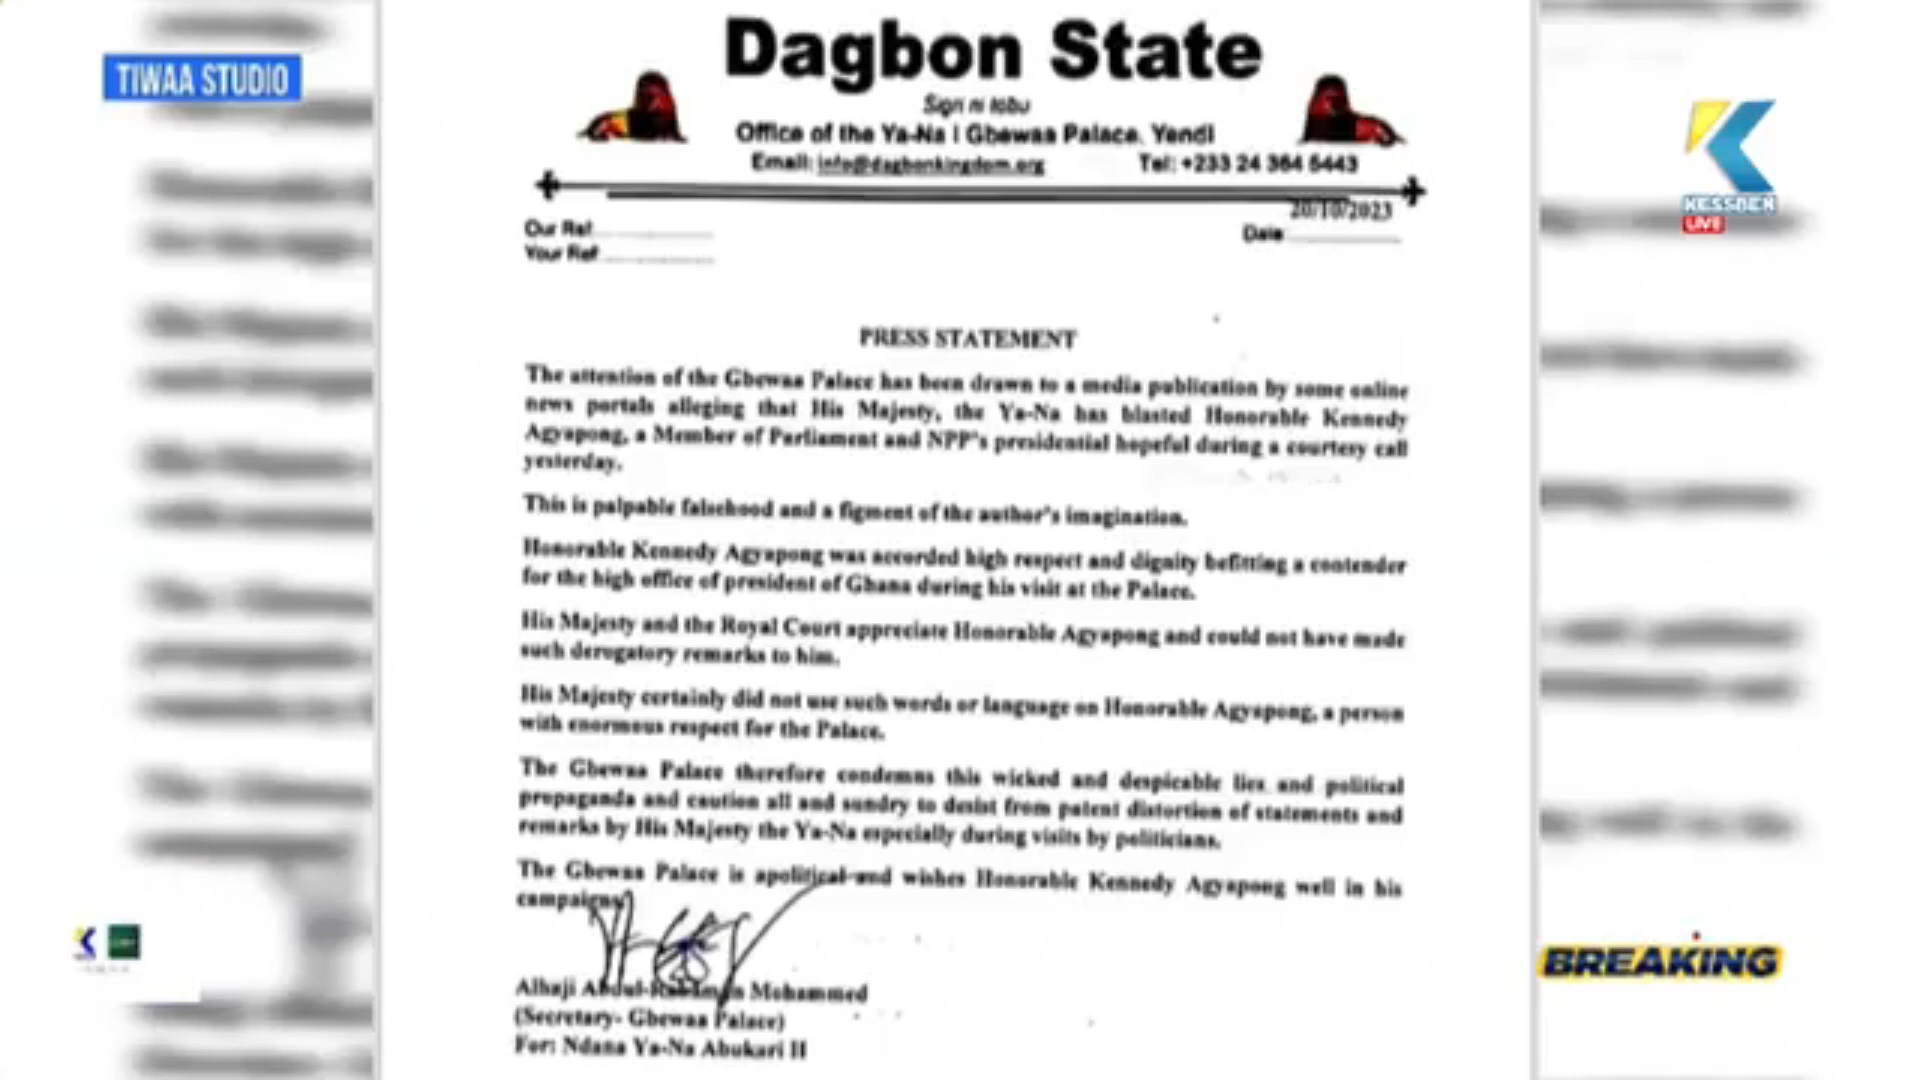 TIWAA STUDIO
KESSBEN
LIVE
Dagbon State
Office of the Ya-Na | Gbewaa Palace, Yendi
Email: info@dagbonkingdom.org Tel: +233 24 364 5443
20/10/2023
Our Ref
Date
Your Ref
PRESS STATEMENT
The attention of the Gbewaa Palace has been drawn to a media publication by some online
news portals alleging that His Majesty, the Ya-Na has blasted Honorable Kennedy
Agyapong, a Member of Parliament and NPP's presidential hopeful during a courtesy call
yesterday.
This is palpable falsehood and a figment of the author's imagination.
Honorable Kennedy Agyapong was accorded high respect and dignity befitting a contender
for the high office of president of Ghana during his visit at the Palace.
His Majesty and the Royal Court appreciate Honorable Agyapong and could not have made
such derogatory remarks to him.
His Majesty certainly did not use such words or language on Honorable Agyapong, a person
with enormous respect for the Palace.
The Gbewaa Palace therefore condemns this wicked and despicable lies and political
propaganda and caution all and sundry to desist from patent distortion of statements and
remarks by His Majesty the Ya-Na especially during visits by politicians.
The Gbewaa Palace is apolitical and wishes Honorable Kennedy Agyapong well in his
campaigns
Alhaji Abdul-Rahaman Mohammed
(Secretary- Gbewaa Palace)
For: Ndana Ya-Na Abukari II
BREAKING